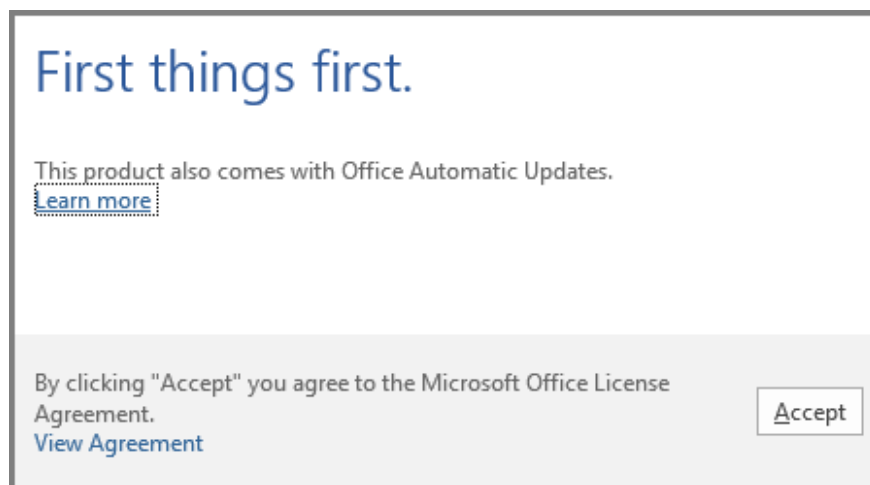 First things first.
This product also comes with Office Automatic Updates.
Learn more
By clicking "Accept" you agree to the Microsoft Office License
Agreement.
Accept
View Agreement